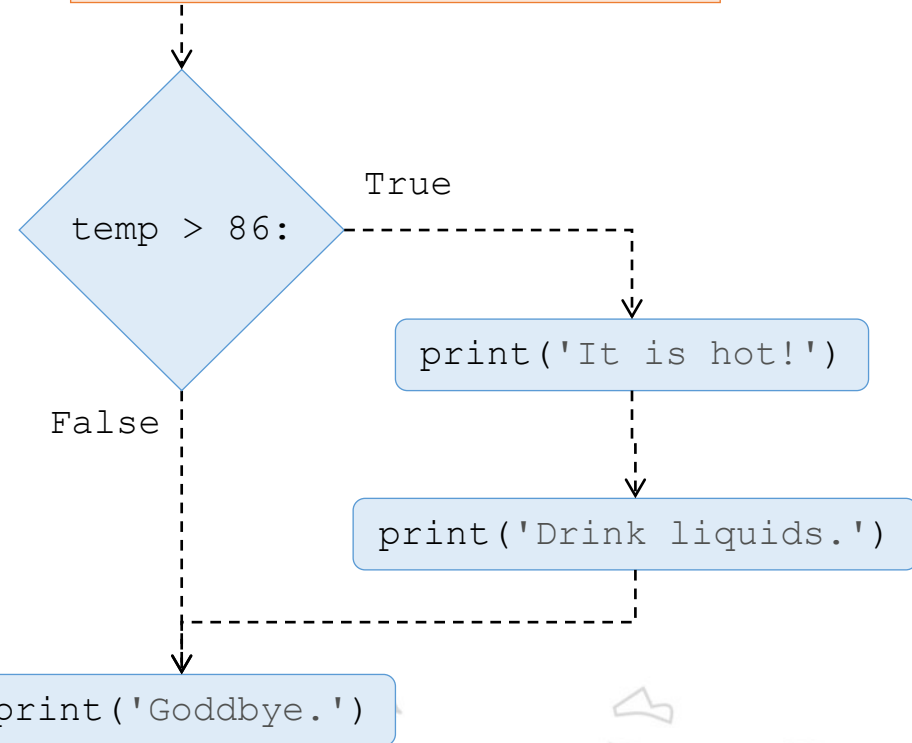 True
temp > 86:
print('It is hot!')
False
print('Drink liquids.')
print('Goddbye.')